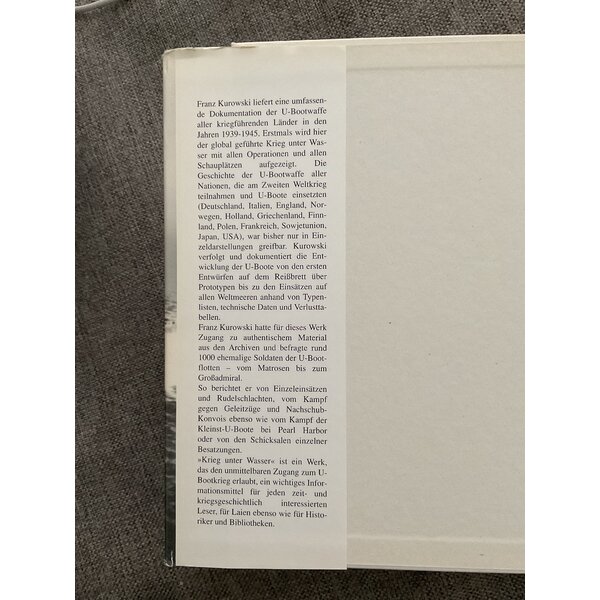 Franz Kurowski liefert eine umfassen-
de Dokumentation der U-Bootwaffe
aller kriegführenden Länder in den
Jahren 1939-1945. Erstmals wird hier
der global geführte Krieg unter Was-
ser mit allen Operationen und allen
Schauplätzen aufgezeigt. Die
Geschichte der U-Bootwaffe aller
Nationen, die am Zweiten Weltkrieg
teilnahmen und U-Boote einsetzten
(Deutschland, Italien, England, Nor-
wegen, Holland, Griechenland, Finn-
land, Polen, Frankreich, Sowjetunion,
Japan, USA), war bisher nur in Ein-
zeldarstellungen greifbar. Kurowski
verfolgt und dokumentiert die Ent-
wicklung der U-Boote von den ersten
Entwürfen auf dem Reißbrett über
Prototypen bis zu den Einsätzen auf
allen Weltmeeren anhand von Typen-
listen, technische Daten und Verlustta-
bellen.
Franz Kurowski hatte für dieses Werk
Zugang zu authentischem Material
aus den Archiven und befragte rund
1000 ehemalige Soldaten der U-Boot-
flotten – vom Matrosen bis zum
Großadmiral.
So berichtet er von Einzeleinsätzen
und Rudelschlachten, vom Kampf
gegen Geleitzüge und Nachschub-
Konvois ebenso wie vom Kampf der
Kleinst-U-Boote bei Pearl Harbor
oder von den Schicksalen einzelner
Besatzungen.
»Krieg unter Wasser« ist ein Werk,
das den unmittelbaren Zugang zum U-
Bootkrieg erlaubt, ein wichtiges Infor-
mationsmittel für jeden zeit- und
kriegsgeschichtlich interessierten
Leser, für Laien ebenso wie für Histo-
riker und Bibliotheken.